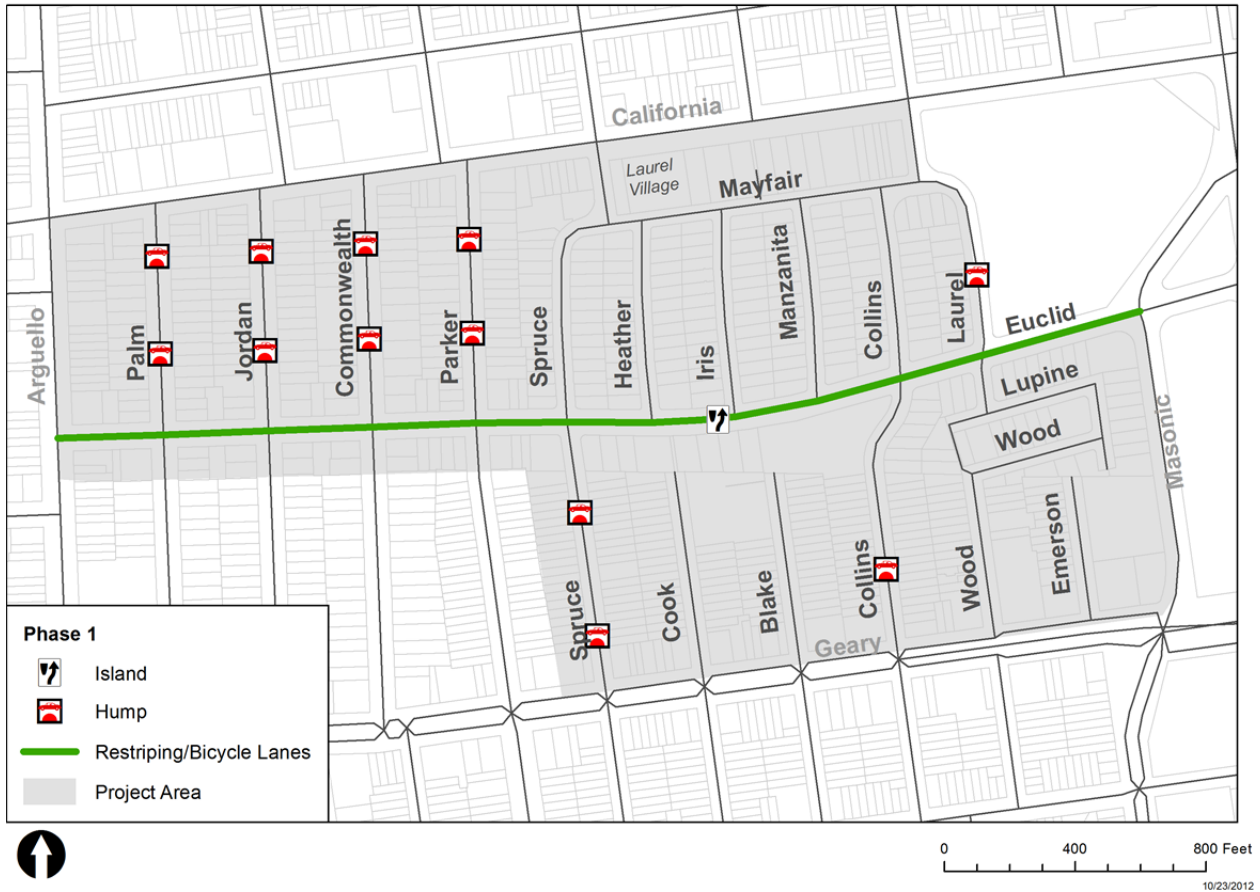 California
Laurel
Village
Mayfair
Arguello
Palm
Jordan
Commonwealth
Parker
Spruce
Heather
Iris
Manzanita
Collins
Laurel
Euclid
Lupine
Wood
Masonic
Spruce
Cook
Blake
Collins
Wood
Emerson
Geary
Phase 1
Island
Hump
Restriping/Bicycle Lanes
Project Area
0 400 800 Feet
10/23/2012